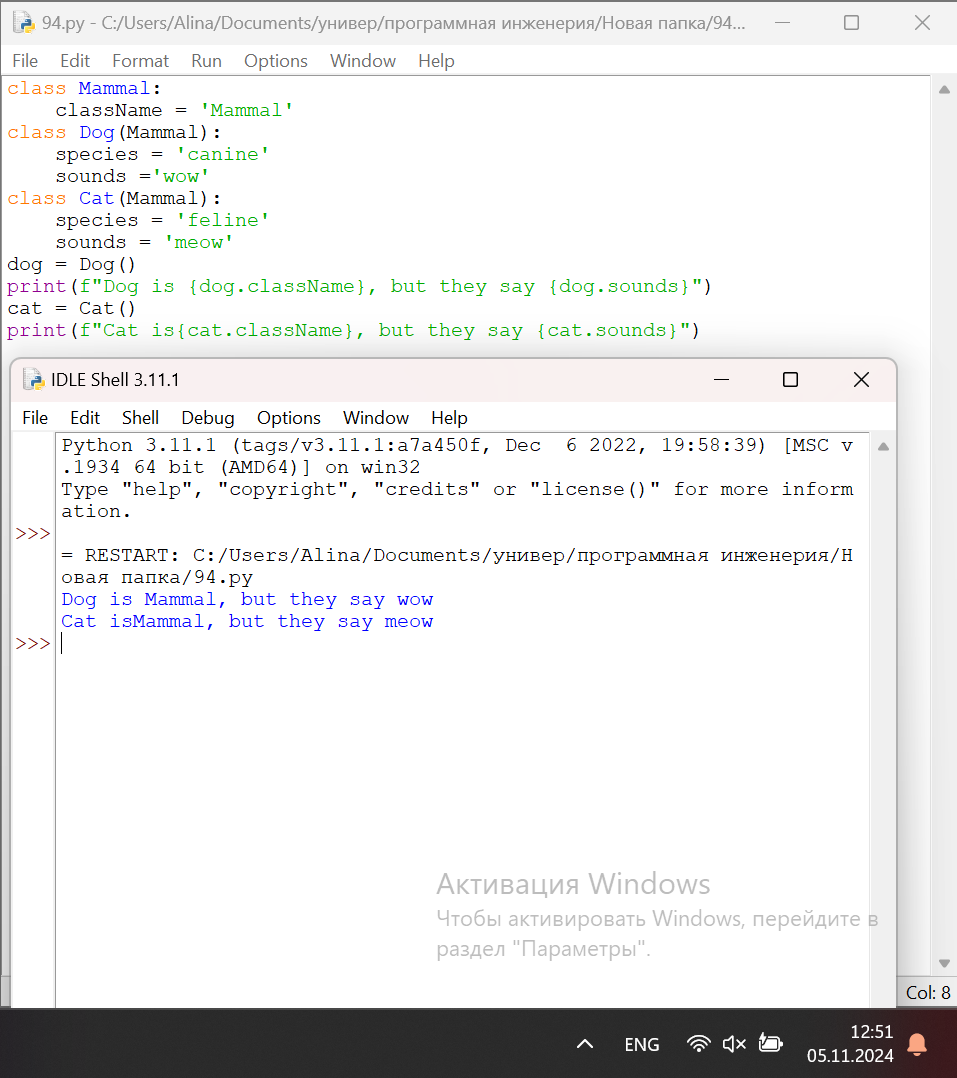 94.py - C:/Users/Alina/Documents/универ/программная инженерия/Новая папка/94...
File Edit Format Run Options Window Help
class Mammal:
    className = 'Mammal'
class Dog(Mammal):
    species = 'canine'
    sounds ='wow'
class Cat(Mammal):
    species = 'feline'
    sounds = 'meow'
dog = Dog()
print(f"Dog is {dog.className}, but they say {dog.sounds}")
cat = Cat()
print(f"Cat is{cat.className}, but they say {cat.sounds}")
IDLE Shell 3.11.1
File Edit Shell Debug Options Window Help
Python 3.11.1 (tags/v3.11.1:a7a450f, Dec  6 2022, 19:58:39) [MSC v
.1934 64 bit (AMD64)] on win32
Type "help", "copyright", "credits" or "license()" for more inform
ation.
>>>
= RESTART: C:/Users/Alina/Documents/универ/программная инженерия/Н
овая папка/94.py
Dog is Mammal, but they say wow
Cat isMammal, but they say meow
>>>
Активация Windows
Чтобы активировать Windows, перейдите в
раздел "Параметры".
Col: 8
ENG
12:51
05.11.2024